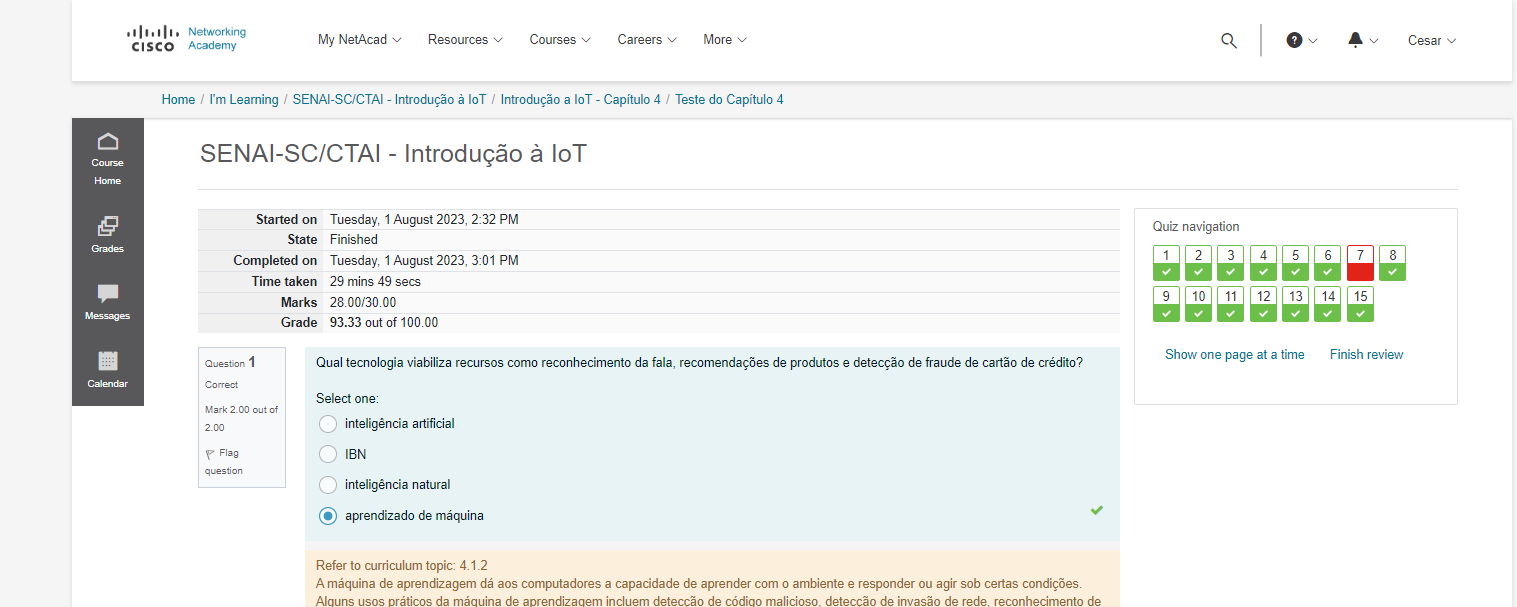 CISCO Networking Academy
My NetAcad Resources Courses Careers More ? Cesar
Home / I'm Learning / SENAI-SC/CTAI - Introdução à IoT / Introdução a IoT - Capítulo 4 / Teste do Capítulo 4
Course
Home
Grades
Messages
Calendar
SENAI-SC/CTAI - Introdução à IoT
Started on Tuesday, 1 August 2023, 2:32 PM
State Finished
Completed on Tuesday, 1 August 2023, 3:01 PM
Time taken 29 mins 49 secs
Marks 28.00/30.00
Grade 93.33 out of 100.00
Question 1
Correct
Mark 2.00 out of
2.00
Flag
question
Qual tecnologia viabiliza recursos como reconhecimento da fala, recomendações de produtos e detecção de fraude de cartão de crédito?
Select one:
inteligência artificial
IBN
inteligência natural
aprendizado de máquina
Refer to curriculum topic: 4.1.2
A máquina de aprendizagem dá aos computadores a capacidade de aprender com o ambiente e responder ou agir sob certas condições.
Alguns usos práticos da máquina de aprendizagem incluem detecção de código malicioso, detecção de invasão de rede, reconhecimento de
Quiz navigation
1 2 3 4 5 6 7 8
9 10 11 12 13 14 15
Show one page at a time Finish review